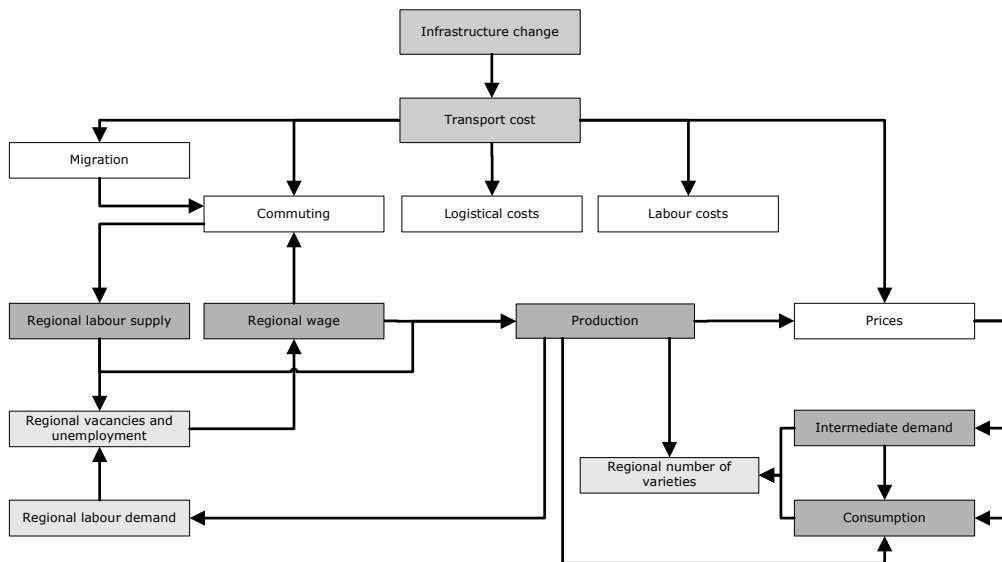 Infrastructure change
Transport cost
Migration
Commuting
Logistical costs
Labour costs
Regional labour supply
Regional wage
Production
Prices
Regional vacancies and
unemployment
Intermediate demand
Regional number of
varieties
Regional labour demand
Consumption